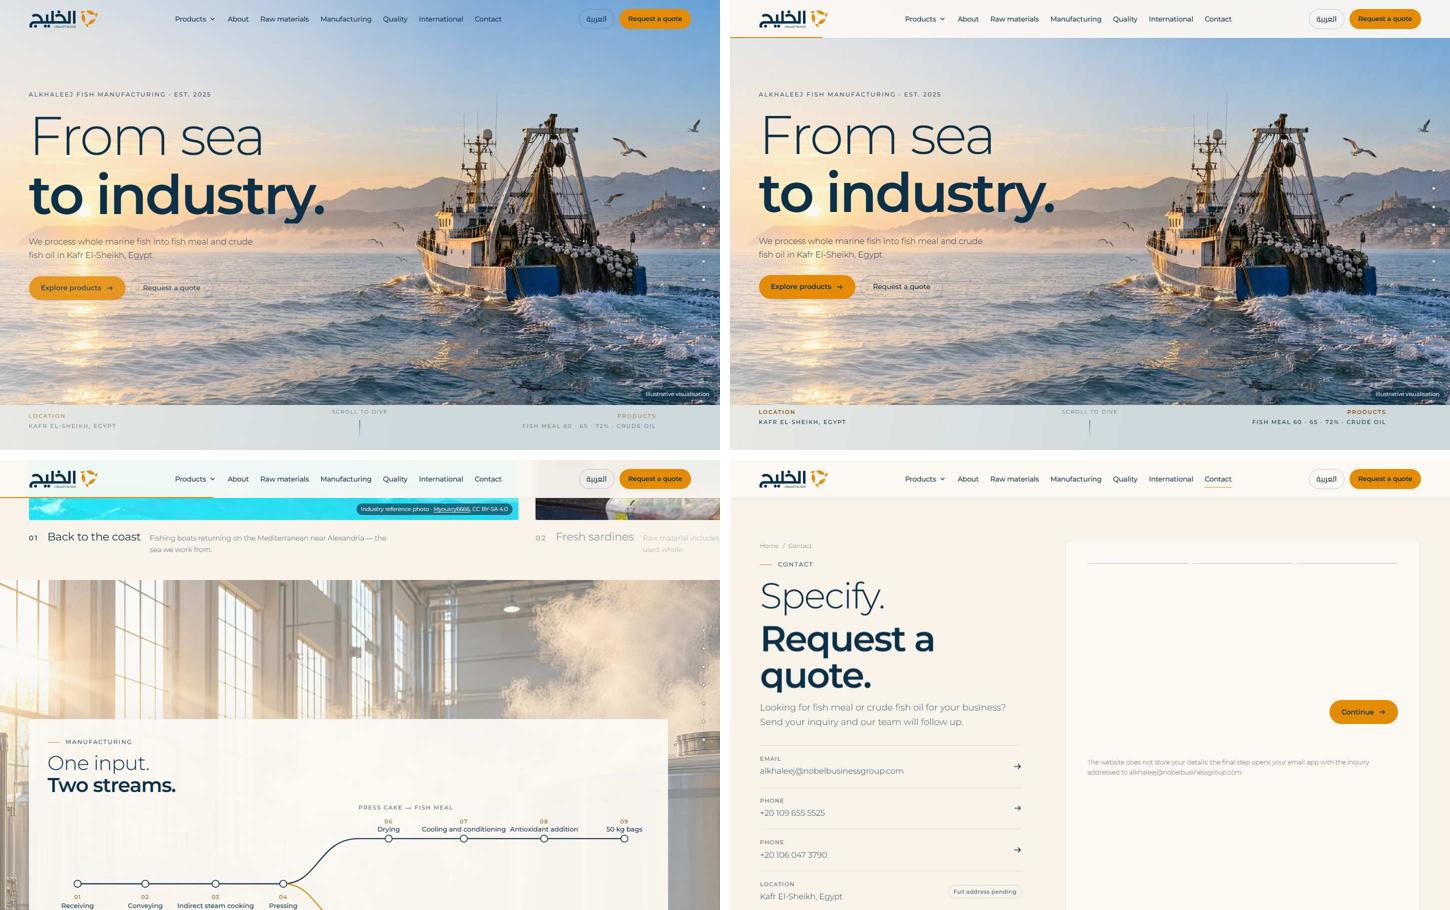 الخليج
Products
About
Raw materials
Manufacturing
Quality
International
Contact
العربية
Request a quote
ALKHALEEJ FISH MANUFACTURING · EST. 2025
From sea
to industry.
We process whole marine fish into fish meal and crude
fish oil in Kafr El-Sheikh, Egypt.
Explore products →
Request a quote
Illustrative visualisation
LOCATION
KAFR EL-SHEIKH, EGYPT
SCROLL TO DIVE
PRODUCTS
FISH MEAL 60 · 65 · 72% · CRUDE OIL
الخليج
Products
About
Raw materials
Manufacturing
Quality
International
Contact
العربية
Request a quote
ALKHALEEJ FISH MANUFACTURING · EST. 2025
From sea
to industry.
We process whole marine fish into fish meal and crude
fish oil in Kafr El-Sheikh, Egypt.
Explore products →
Request a quote
Illustrative visualisation
LOCATION
KAFR EL-SHEIKH, EGYPT
SCROLL TO DIVE
PRODUCTS
FISH MEAL 60 · 65 · 72% · CRUDE OIL
الخليج
Products
About
Raw materials
Manufacturing
Quality
International
Contact
العربية
Request a quote
Industry reference photo · Myousry6666, CC BY-SA 4.0
01 Back to the coast
Fishing boats returning on the Mediterranean near Alexandria — the
sea we work from.
02 Fresh sardines
Raw material includes
used whole.
MANUFACTURING
One input.
Two streams.
PRESS CAKE → FISH MEAL
06
Drying
07
Cooling and conditioning
08
Antioxidant addition
09
50 kg bags
01
Receiving
02
Conveying
03
Indirect steam cooking
04
Pressing
الخليج
Products
About
Raw materials
Manufacturing
Quality
International
Contact
العربية
Request a quote
Home / Contact
CONTACT
Specify.
Request a
quote.
Looking for fish meal or crude fish oil for your business?
Send your inquiry and our team will follow up.
EMAIL
alkhaleej@nobelbusinessgroup.com
→
PHONE
+20 109 655 5525
→
PHONE
+20 106 047 3790
→
LOCATION
Kafr El-Sheikh, Egypt
Full address pending
Continue →
The website does not store your details: the final step opens your email app with the inquiry
addressed to alkhaleej@nobelbusinessgroup.com.